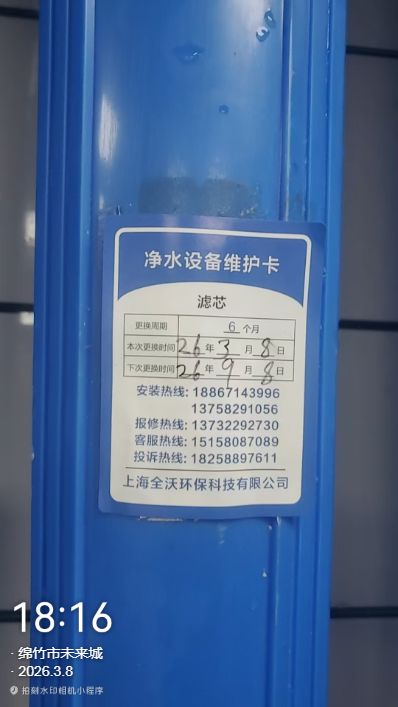 净水设备维护卡
滤芯
更换周期 6 个月
本次更换时间 26 年 3 月 8 日
下次更换时间 26 年 9 月 8 日
安装热线: 18867143996
13758291056
报修热线: 13732292730
客服热线: 15158087089
投诉热线: 18258897611
上海全沃环保科技有限公司
18:16
· 绵竹市未来城
· 2026.3.8
拍刻水印相机小程序